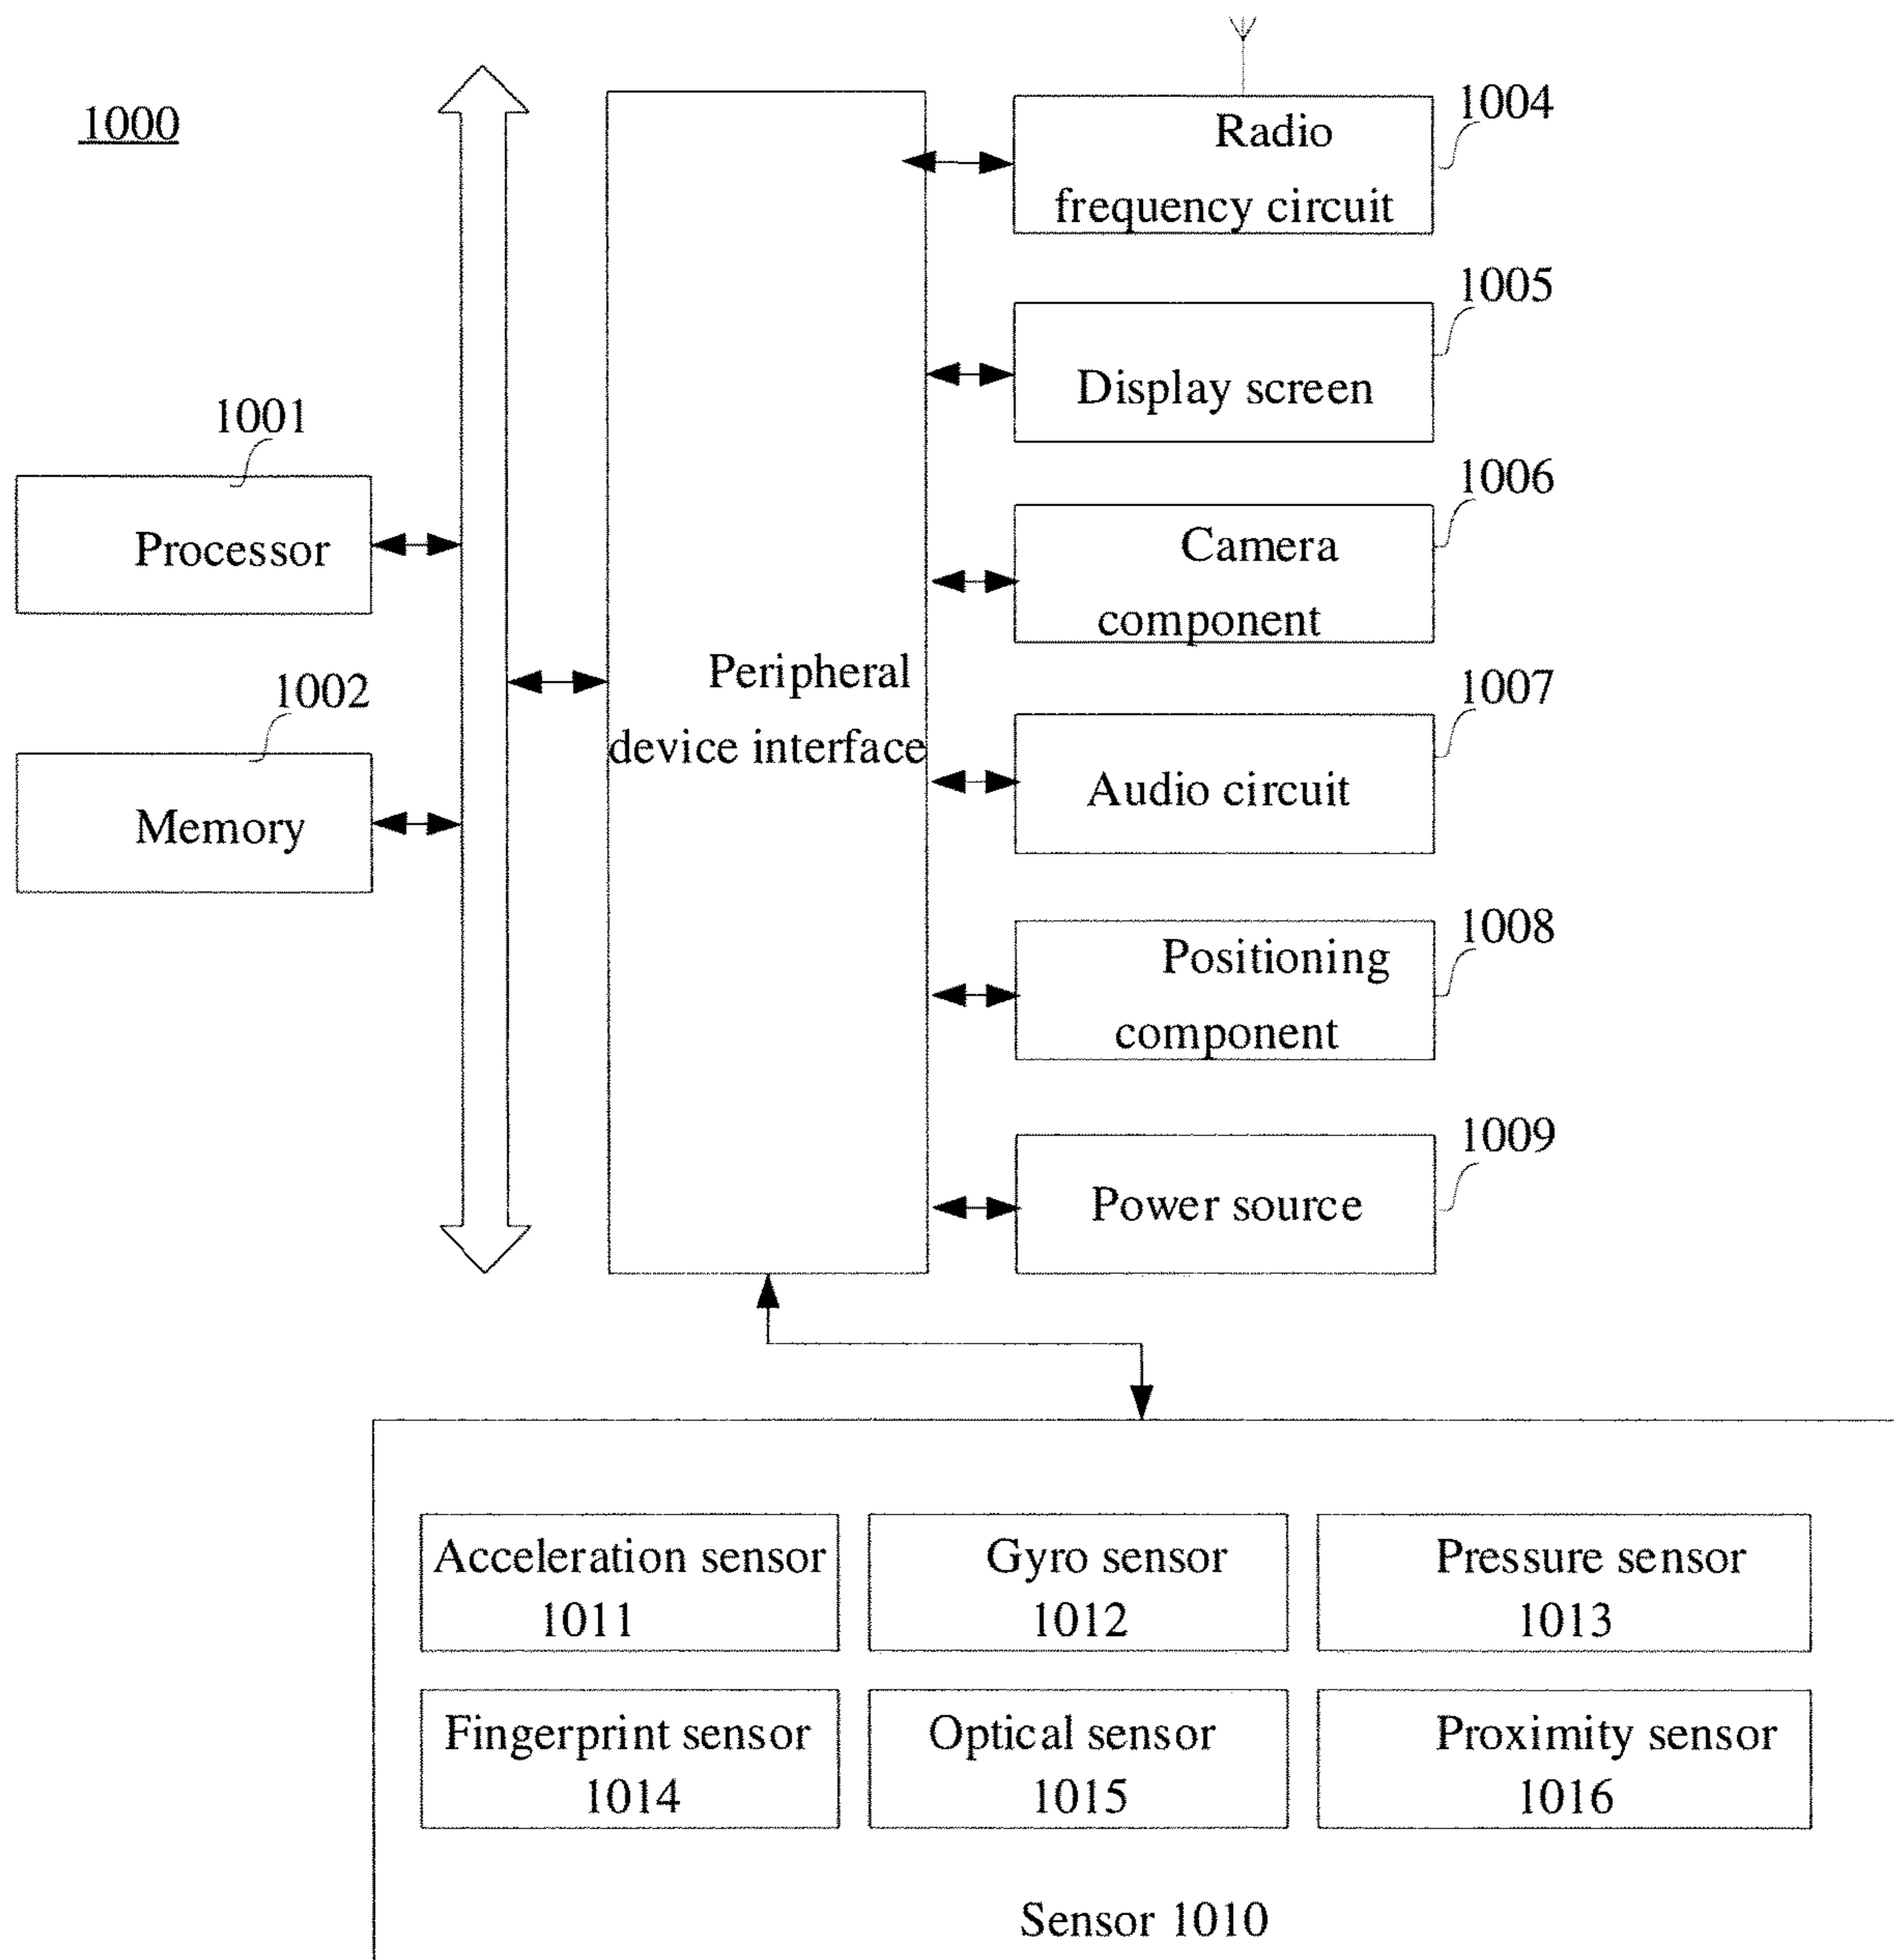 1000
1004
Radio
frequency circuit
1005
Display screen
1001
Processor
1006
Camera
component
Peripheral
device interface
1002
Memory
1007
Audio circuit
1008
Positioning
component
1009
Power source
Acceleration sensor
1011
Gyro sensor
1012
Pressure sensor
1013
Fingerprint sensor
1014
Optical sensor
1015
Proximity sensor
1016
Sensor 1010